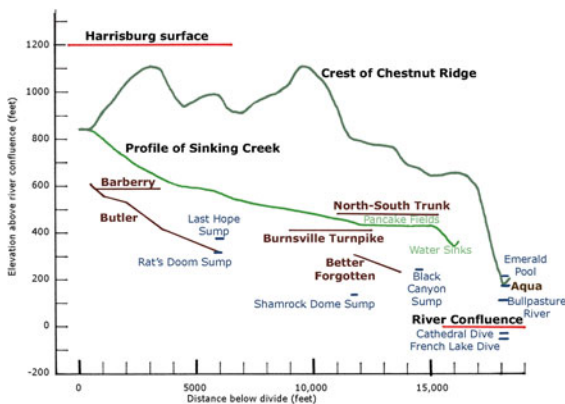 Harrisburg surface
1200
Crest of Chestnut Ridge
1000
800
Profile of Sinking Creek
600
Barberry
Butler
North-South Trunk
Pancake Fields
400
Last Hope
Sump
Burnsville Turnpike
Water Sinks
Rat's Doom Sump
Better
Forgotten
Emerald
Pool
200
Black
Canyon
Sump
Aqua
Shamrock Dome Sump
Bullpasture
River
River Confluence
0
Cathedral Dive
French Lake Dive
-200
0
5000
10,000
15,000
Distance below divide (feet)
Elevation above river confluence (feet)